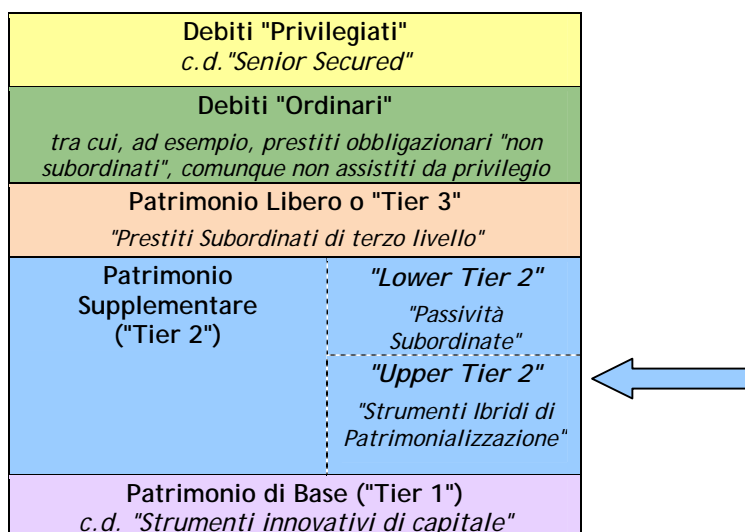 Debiti "Privilegiati"
c.d."Senior Secured"
Debiti "Ordinari"
tra cui, ad esempio, prestiti obbligazionari "non
subordinati", comunque non assistiti da privilegio
Patrimonio Libero o "Tier 3"
"Prestiti Subordinati di terzo livello"
Patrimonio
Supplementare
("Tier 2")
"Lower Tier 2"
"Passività
Subordinate"
"Upper Tier 2"
"Strumenti Ibridi di
Patrimonializzazione"
Patrimonio di Base ("Tier 1")
c.d. "Strumenti innovativi di capitale"